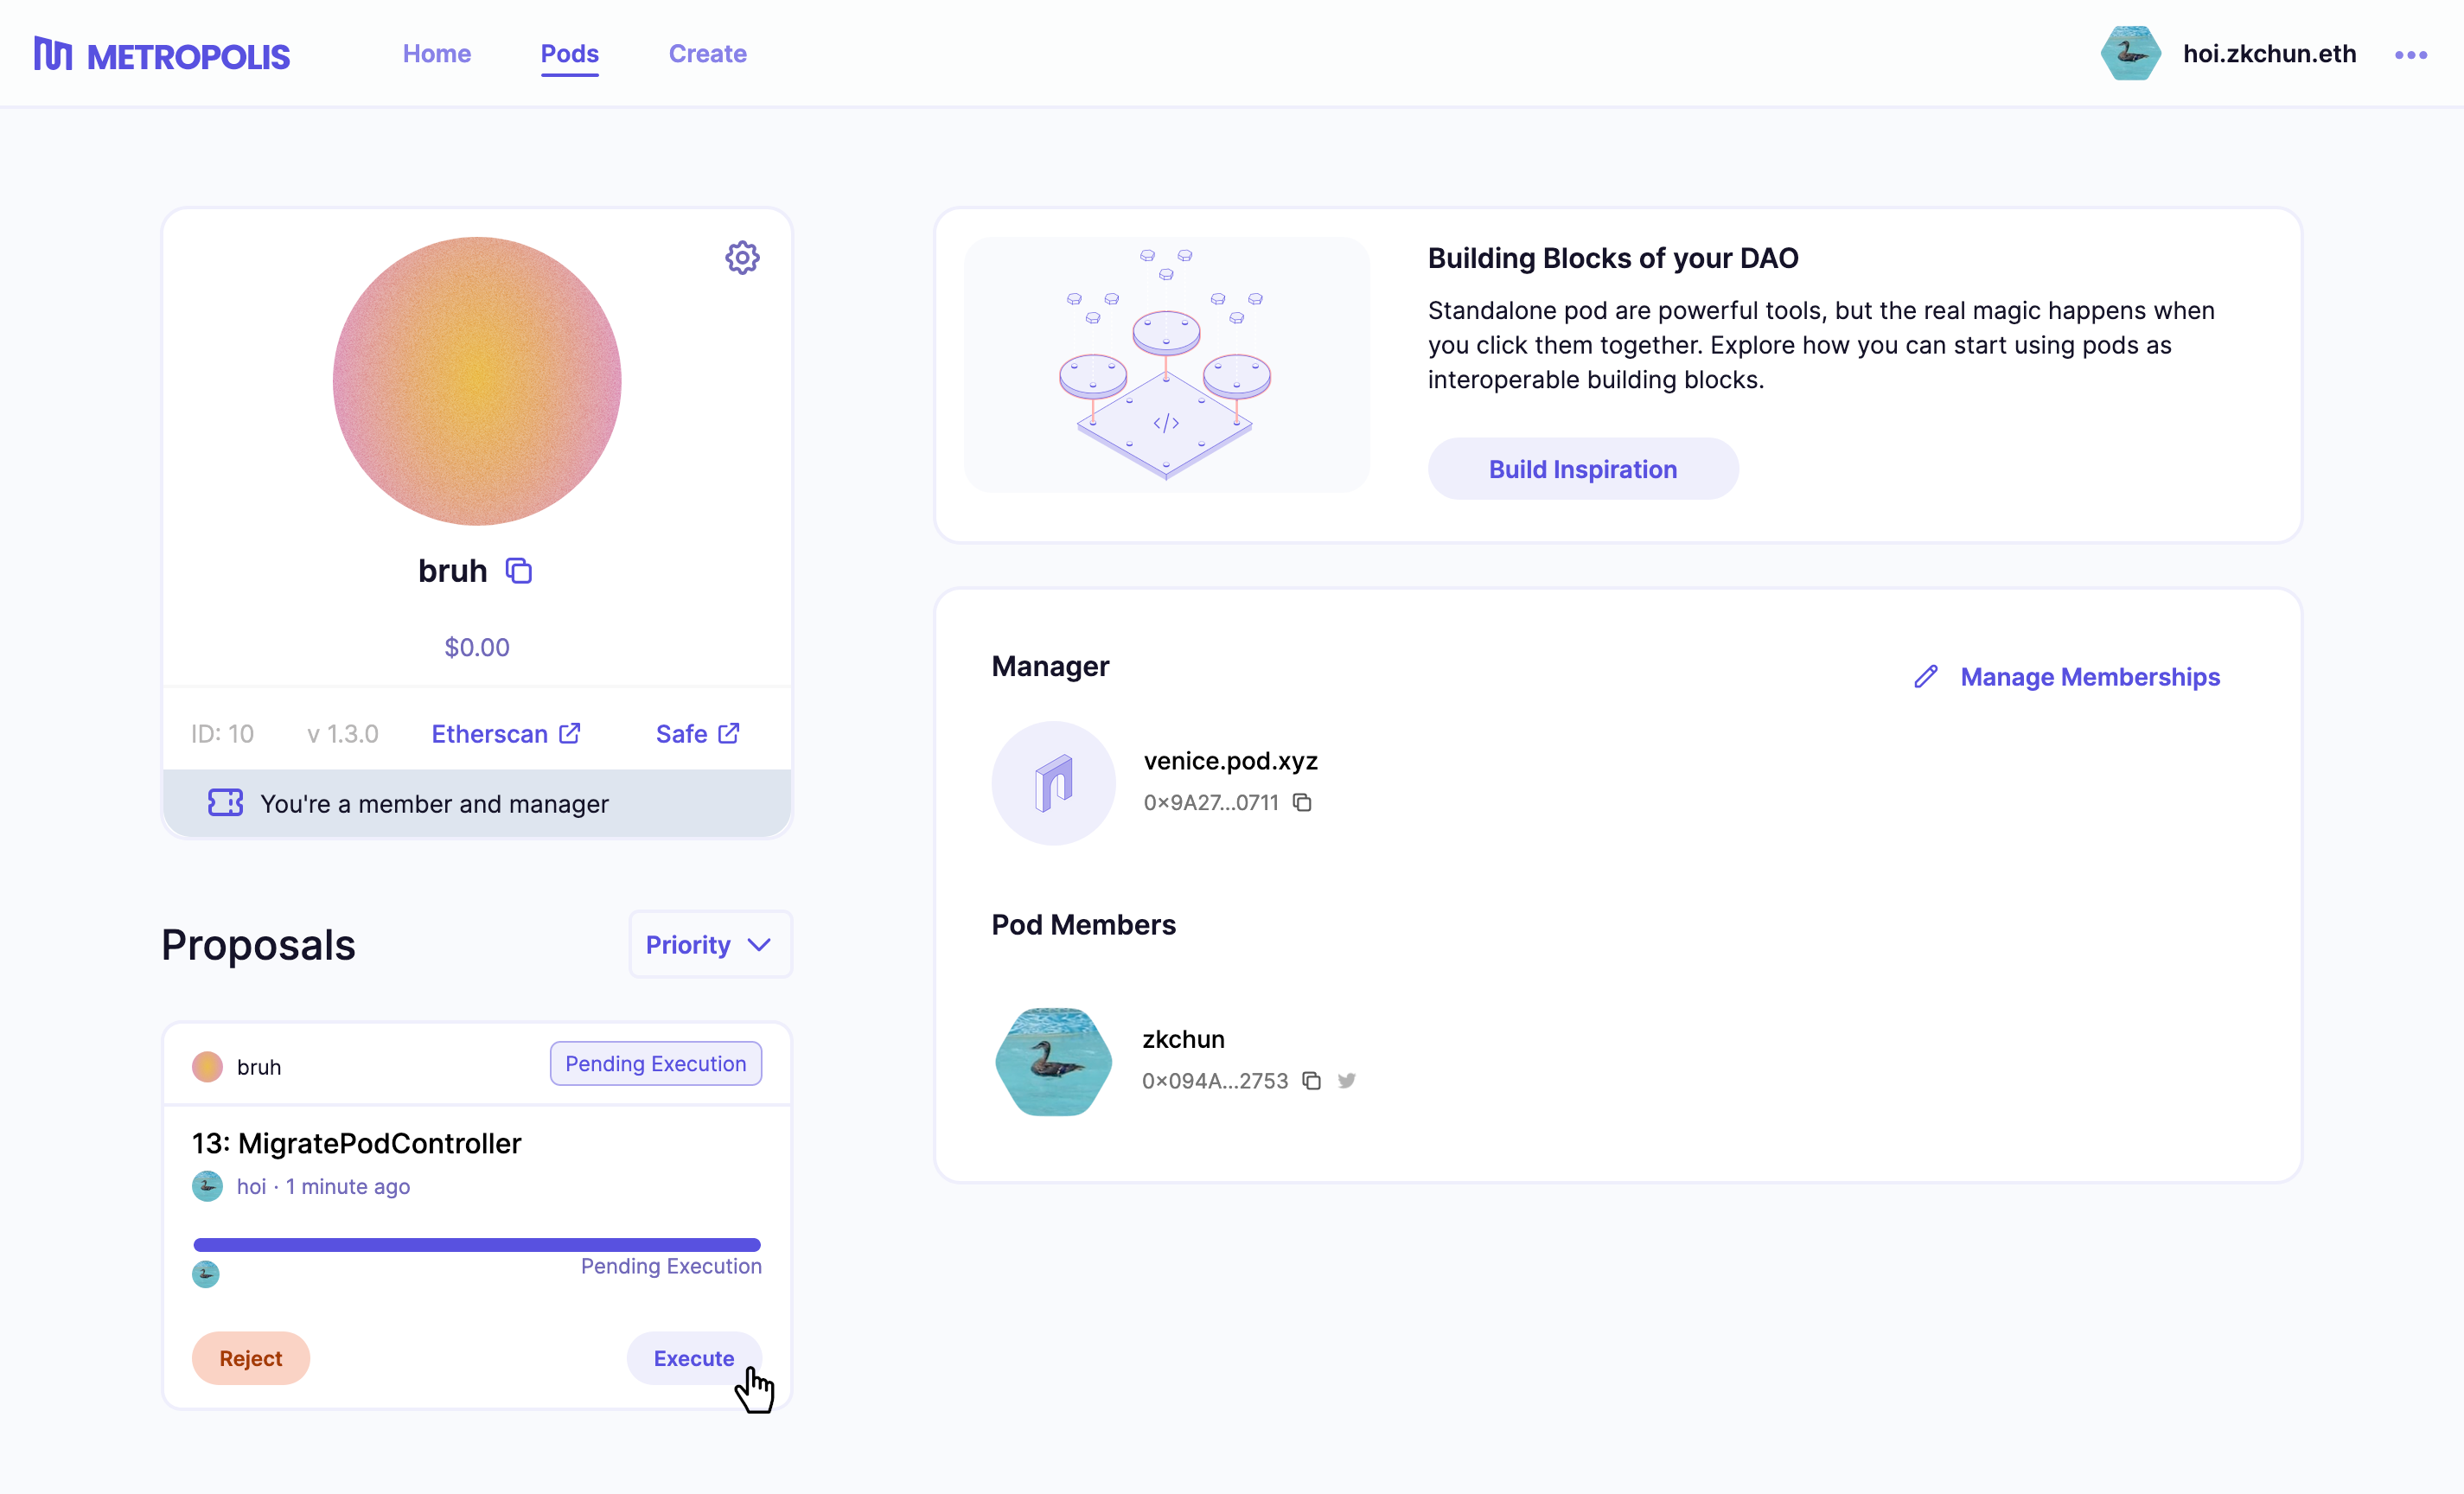 METROPOLIS
Home
Pods
Create
hoi.zkchun.eth
bruh
$0.00
ID: 10
v 1.3.0
Etherscan
Safe
You're a member and manager
Proposals
Priority
bruh
Pending Execution
13: MigratePodController
hoi · 1 minute ago
Pending Execution
Reject
Execute
</>
Building Blocks of your DAO
Standalone pod are powerful tools, but the real magic happens when
you click them together. Explore how you can start using pods as
interoperable building blocks.
Build Inspiration
Manager
Manage Memberships
venice.pod.xyz
0×9A27...0711
Pod Members
zkchun
0×094A...2753